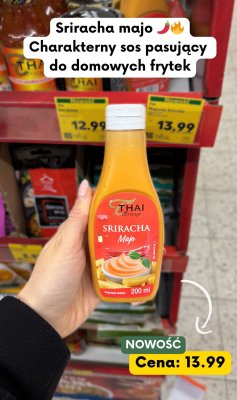 Sriracha majo 🌶️🔥
Charakterny sos pasujący
do domowych frytek
12.99
13,99
THAI
Village
SRIRACHA
Majo
200 ml
NOWOŚĆ
Cena: 13.99